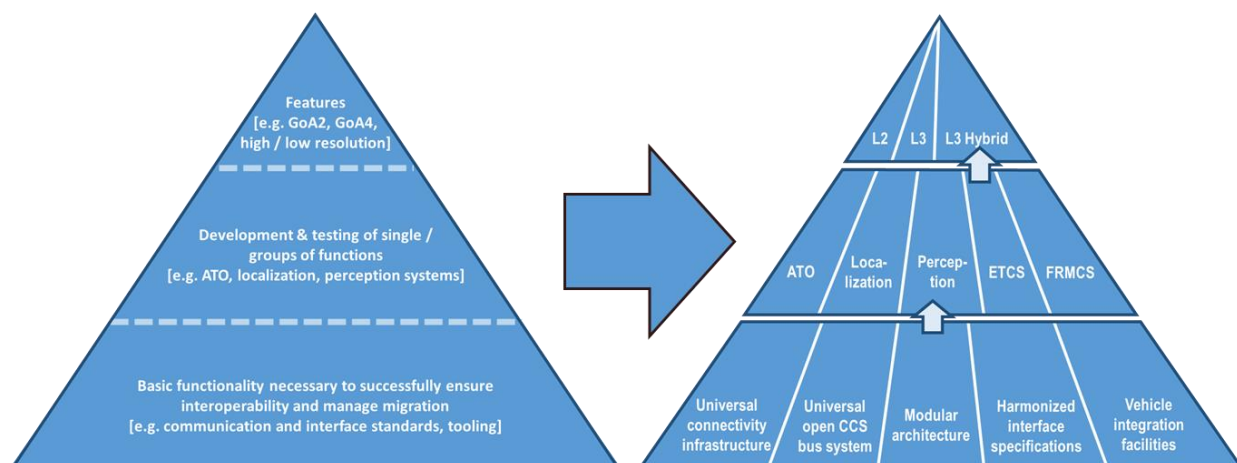 Features
[e.g. GoA2, GoA4,
high / low resolution]
Development & testing of single /
groups of functions
[e.g. ATO, localization, perception systems]
Basic functionality necessary to successfully ensure
interoperability and manage migration
[e.g. communication and interface standards, tooling]
L2
L3
L3 Hybrid
ATO
Loca-
lization
Percep-
tion
ETCS
FRMCS
Universal
connectivity
infrastructure
Universal
open CCS
bus system
Modular
architecture
Harmonized
interface
specifications
Vehicle
integration
facilities